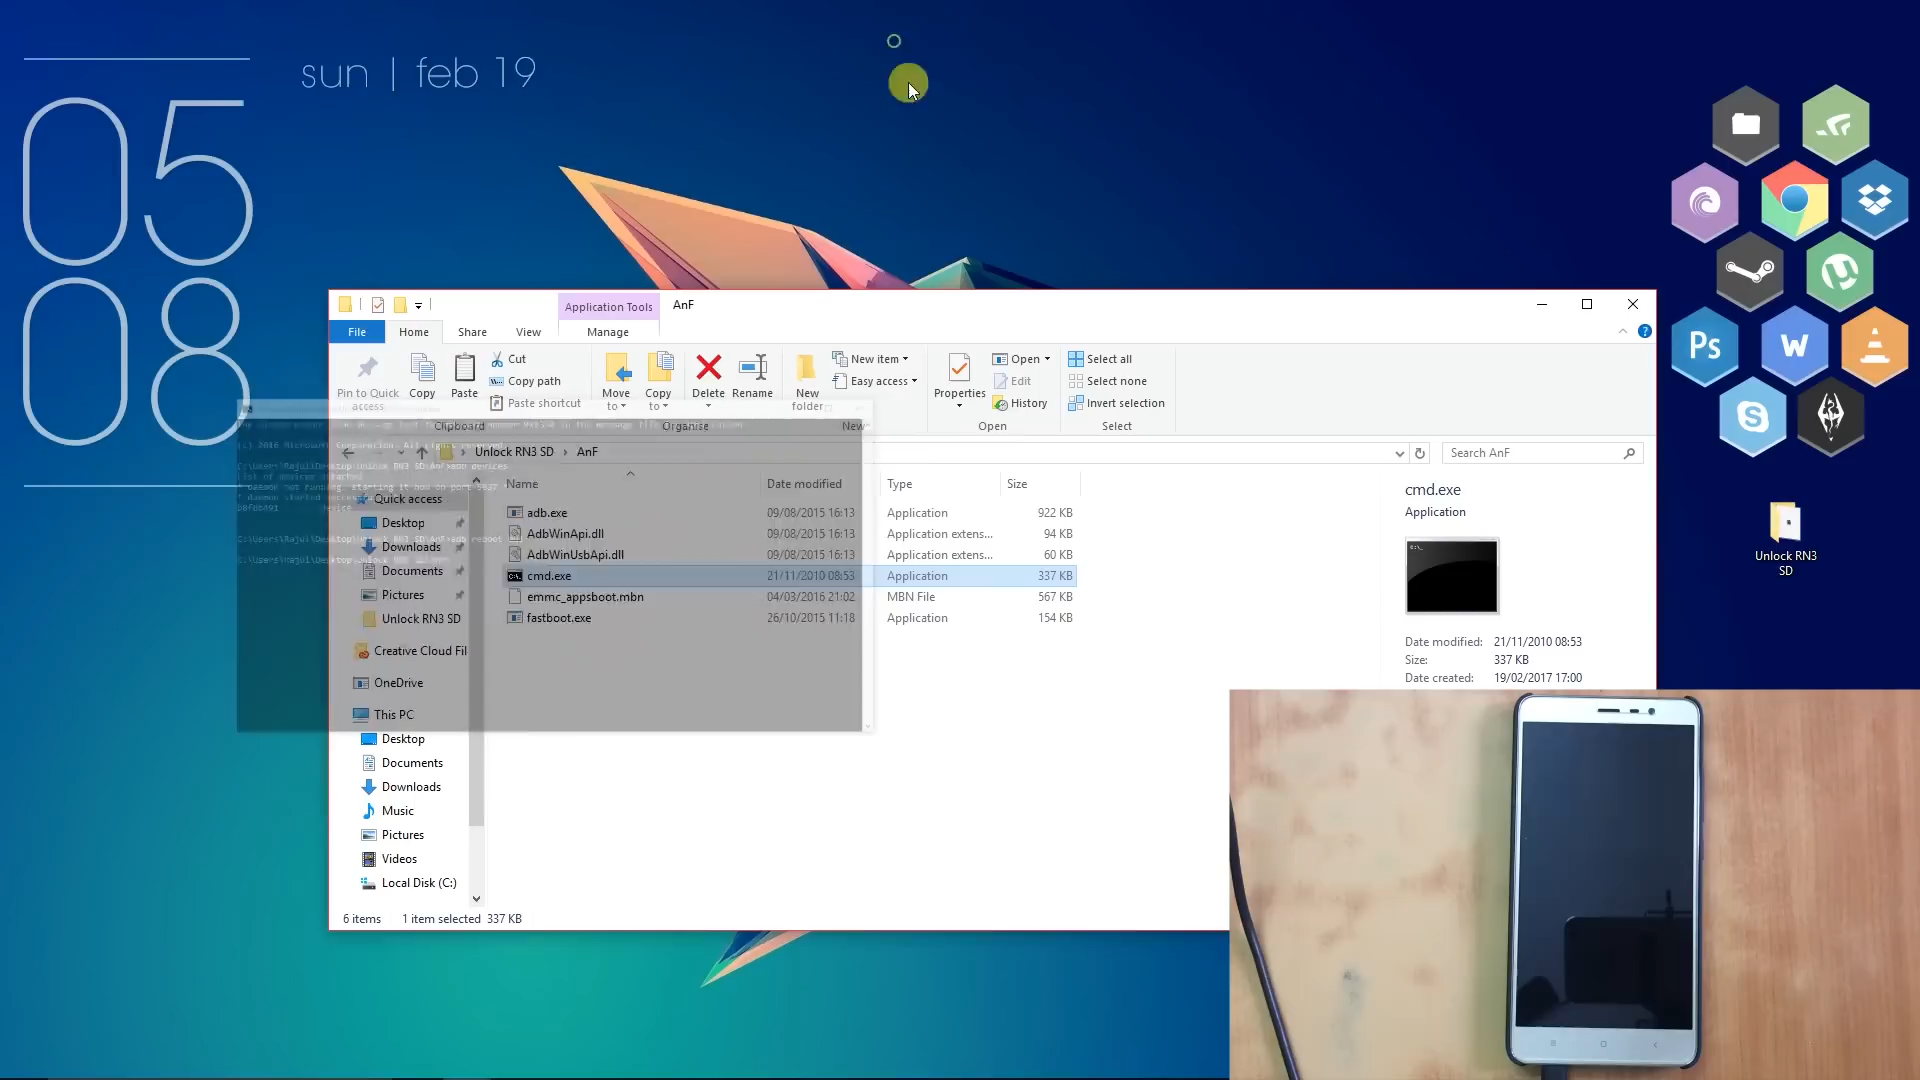 sun | feb 19
05
08
Application Tools
AnF
File
Home
Share
View
Manage
Pin to Quick access
Copy
Paste
Cut
Copy path
Paste shortcut
Move to
Copy to
Delete
Rename
New folder
New item
Easy access
Properties
Open
Edit
History
Select all
Select none
Invert selection
Clipboard
Organise
New
Open
Select
Unlock RN3 SD
AnF
Search AnF
Name
Date modified
Type
Size
adb.exe 09/08/2015 16:13 Application 922 KB
AdbWinApi.dll 09/08/2015 16:13 Application extens... 94 KB
AdbWinUsbApi.dll 09/08/2015 16:13 Application extens... 60 KB
cmd.exe 21/11/2010 08:53 Application 337 KB
emmc_appsboot.mbn 04/03/2016 21:02 MBN File 567 KB
fastboot.exe 26/10/2015 11:18 Application 154 KB
Quick access
Desktop
Downloads
Documents
Pictures
Unlock RN3 SD
Creative Cloud Fil
OneDrive
This PC
Desktop
Documents
Downloads
Music
Pictures
Videos
Local Disk (C:)
6 items
1 item selected 337 KB
cmd.exe
Application
C:\_
Date modified: 21/11/2010 08:53
Size: 337 KB
Date created: 19/02/2017 17:00
Ps
W
Unlock RN3
SD